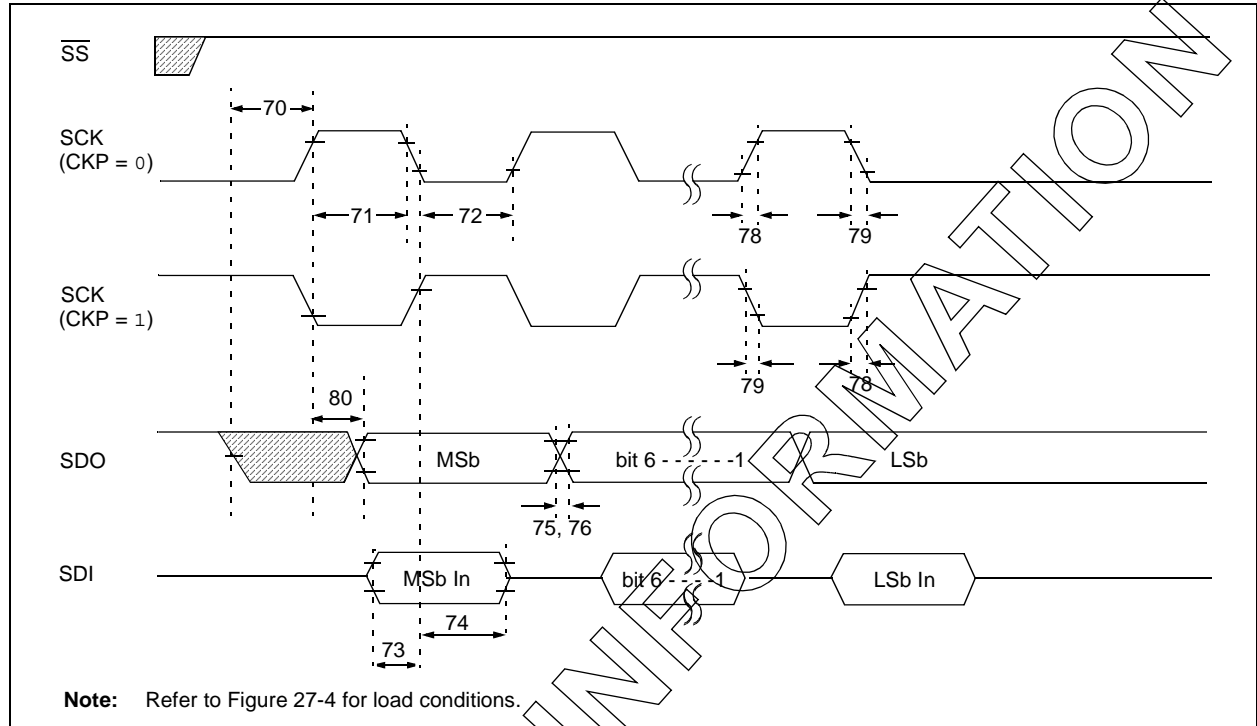 SS
70
SCK
(CKP = 0)
71
72
78
79
SCK
(CKP = 1)
79
78
80
SDO
MSb
bit 6 - - - - - -1
LSb
75, 76
SDI
MSb In
bit 6 - - - - -1
LSb In
74
73
Note: Refer to Figure 27-4 for load conditions.
INFORMATION